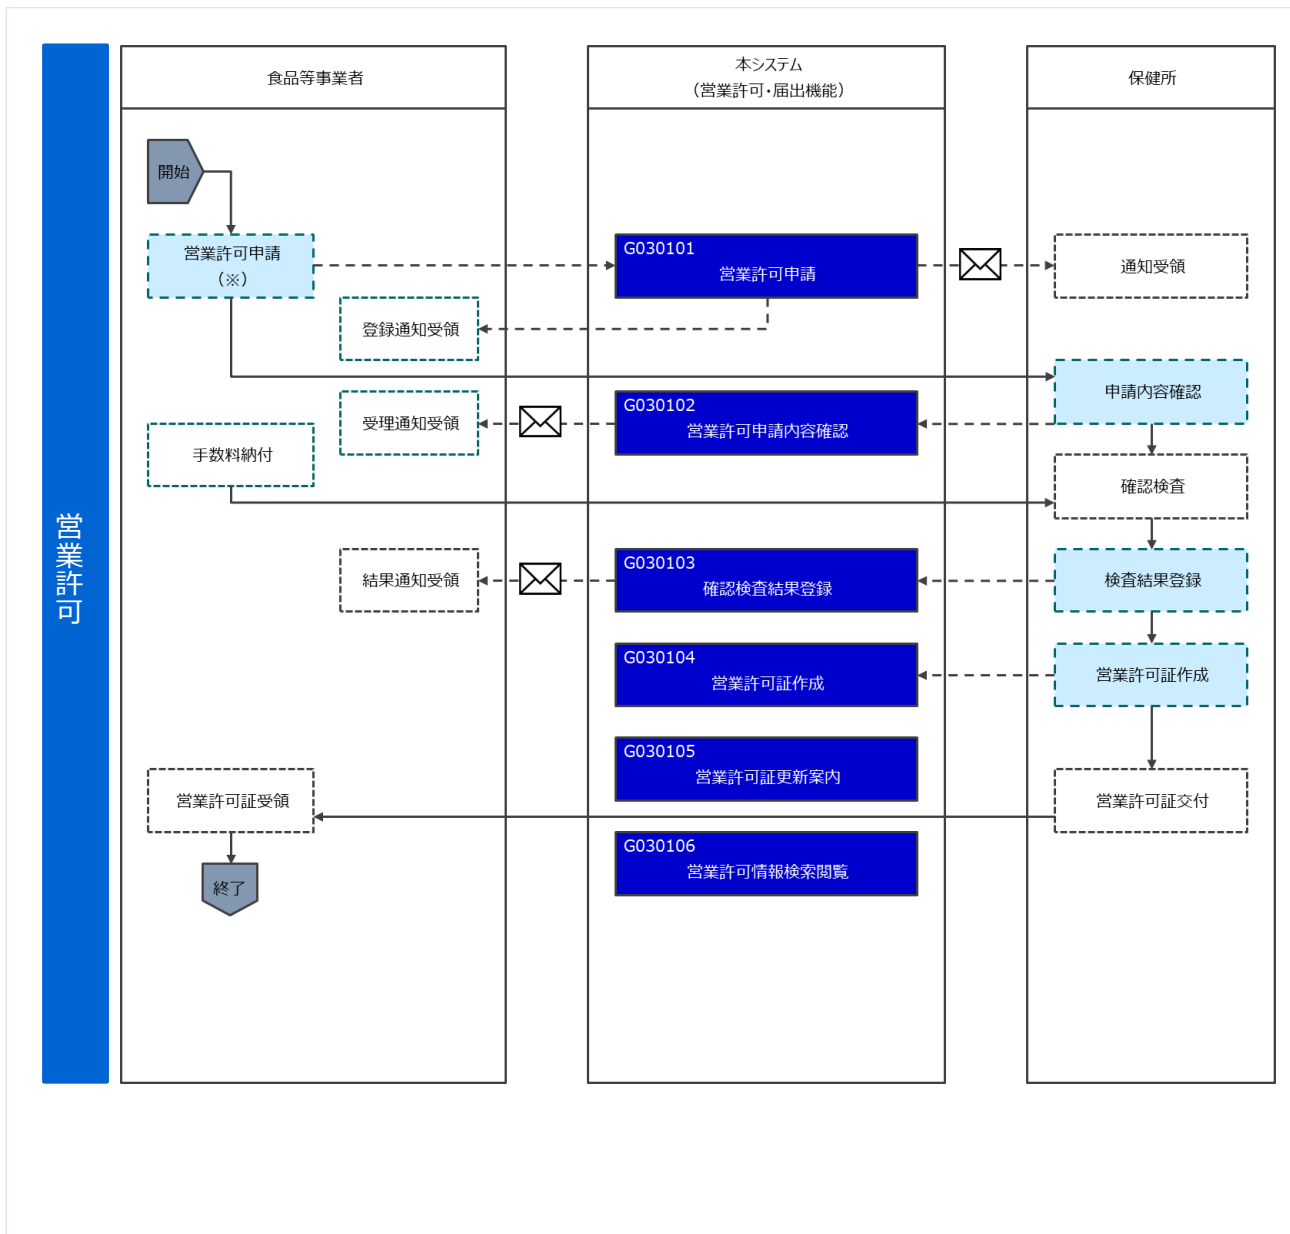 営業許可
食品等事業者
本システム
（営業許可・届出機能）
保健所
開始
営業許可申請
（※）
G030101
営業許可申請
通知受領
登録通知受領
申請内容確認
受理通知受領
G030102
営業許可申請内容確認
手数料納付
確認検査
結果通知受領
G030103
確認検査結果登録
検査結果登録
G030104
営業許可証作成
営業許可証作成
G030105
営業許可証更新案内
営業許可証受領
営業許可証交付
G030106
営業許可情報検索閲覧
終了